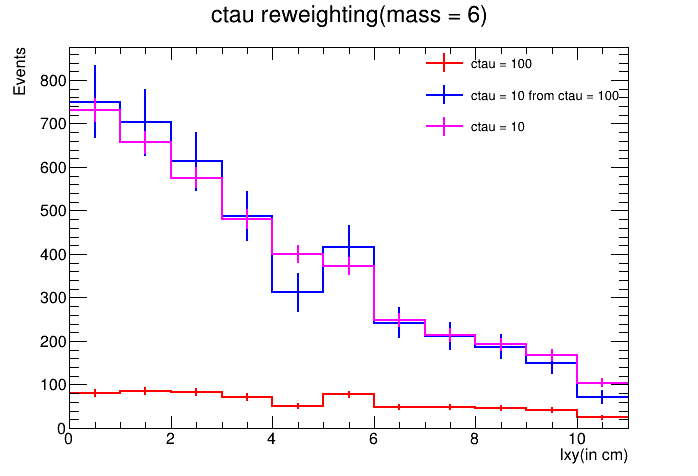 ctau reweighting(mass = 6)
Events
ctau = 100
ctau = 10 from ctau = 100
ctau = 10
800
700
600
500
400
300
200
100
0
0 2 4 6 8 10
lxy(in cm)